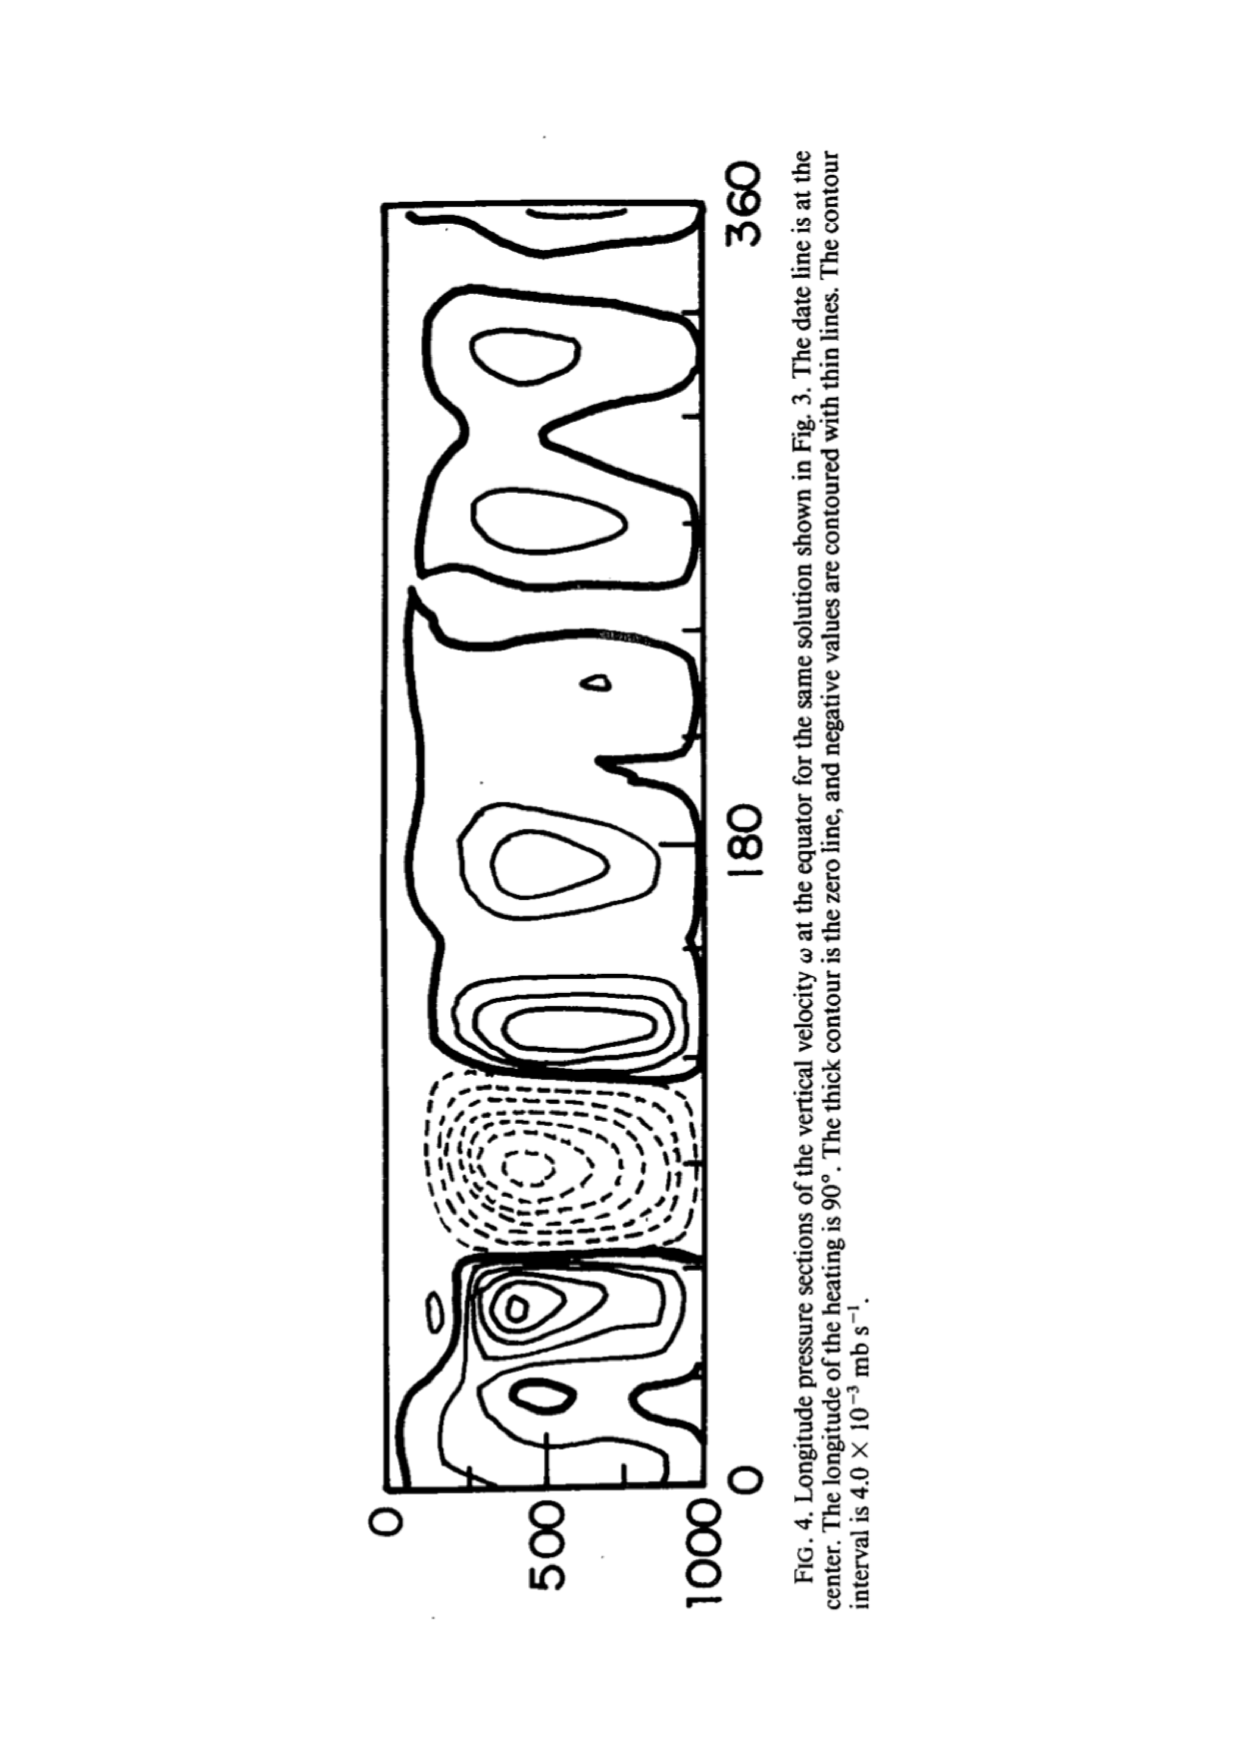 0
500
1000
0
180
360
FIG. 4. Longitude pressure sections of the vertical velocity ω at the equator for the same solution shown in Fig. 3. The date line is at the
center. The longitude of the heating is 90°. The thick contour is the zero line, and negative values are contoured with thin lines. The contour
interval is 4.0 × 10⁻³ mb s⁻¹.